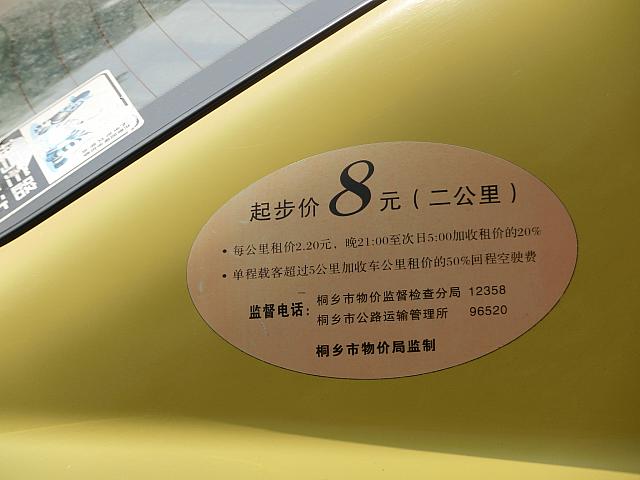 起步价8元（二公里）
• 每公里租价2.20元，晚21:00至次日5:00加收租价的20%
• 单程载客超过5公里加收车公里租价的50%回程空驶费
监督电话：
桐乡市物价监督检查分局 12358
桐乡市公路运输管理所 96520
桐乡市物价局监制